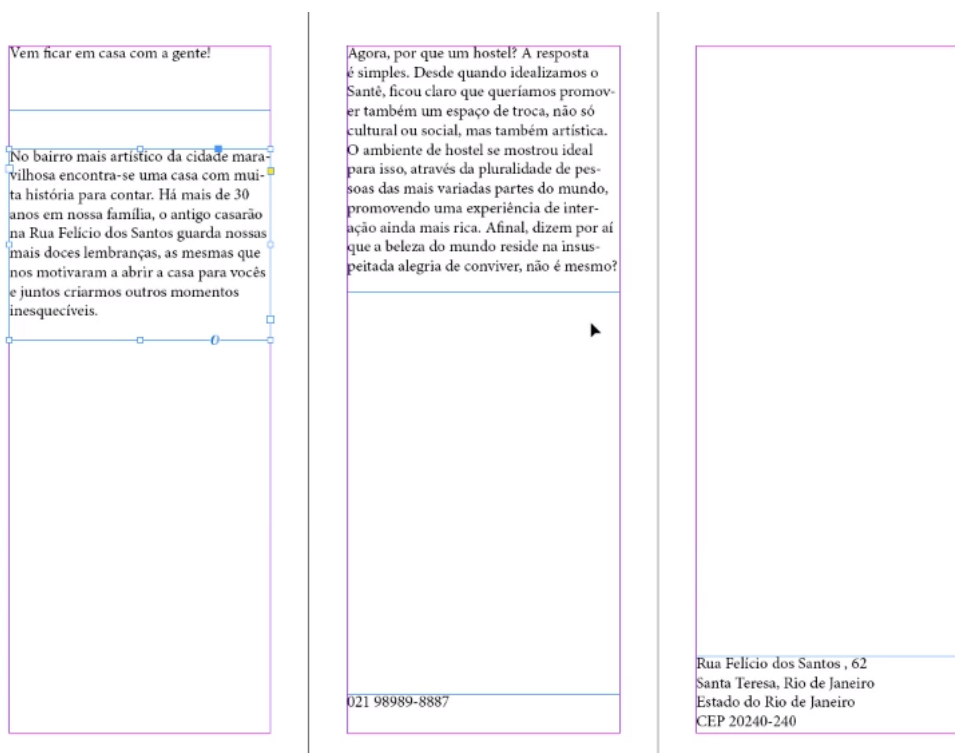 Vem ficar em casa com a gente!
No bairro mais artístico da cidade mara-
vilhosa encontra-se uma casa com mui-
ta história para contar. Há mais de 30
anos em nossa família, o antigo casarão
na Rua Felício dos Santos guarda nossas
mais doces lembranças, as mesmas que
nos motivaram a abrir a casa para vocês
e juntos criarmos outros momentos
inesquecíveis.
Agora, por que um hostel? A resposta
é simples. Desde quando idealizamos o
Santê, ficou claro que queríamos promov-
er também um espaço de troca, não só
cultural ou social, mas também artística.
O ambiente de hostel se mostrou ideal
para isso, através da pluralidade de pes-
soas das mais variadas partes do mundo,
promovendo uma experiência de inter-
ação ainda mais rica. Afinal, dizem por aí
que a beleza do mundo reside na insus-
peitada alegria de conviver, não é mesmo?
021 98989-8887
Rua Felício dos Santos , 62
Santa Teresa, Rio de Janeiro
Estado do Rio de Janeiro
CEP 20240-240